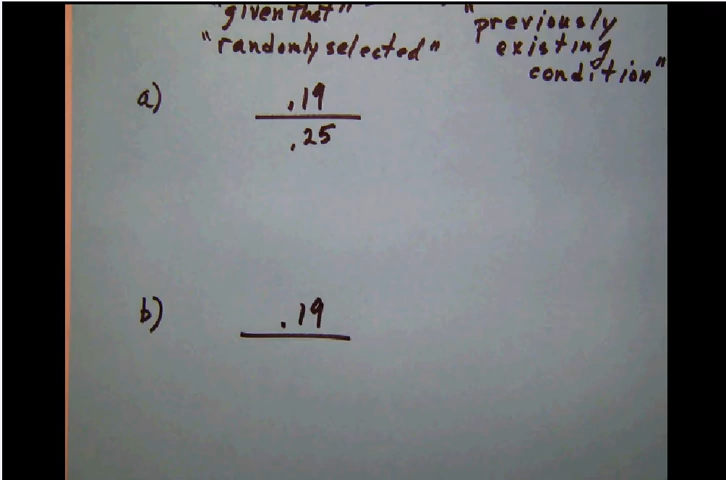 "given that" "previously
"randomly selected" existing
condition"
a) .19
.25
b) .19